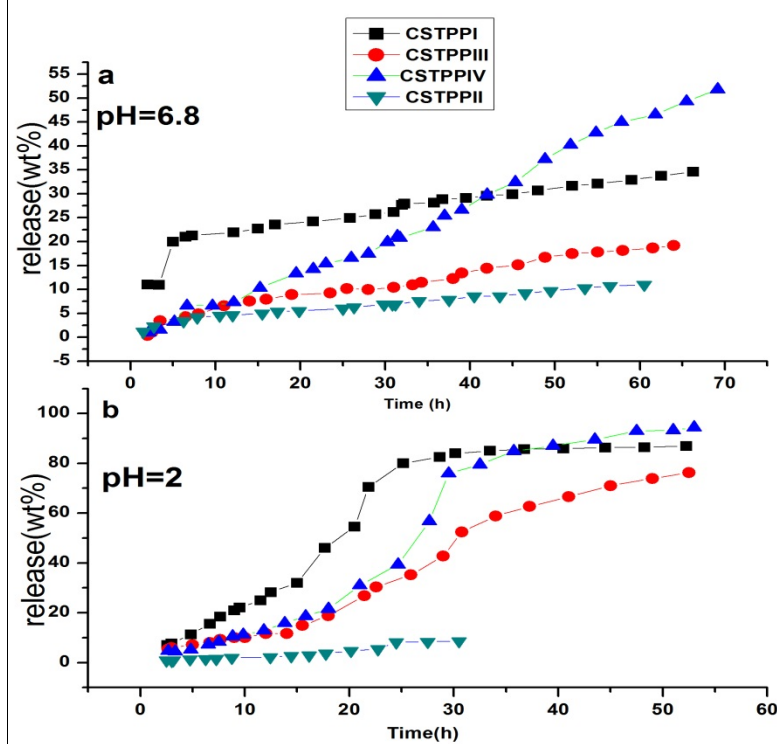 CSTPPI
CSTPPIII
CSTPPIV
CSTPPII
a
pH=6.8
release(wt%)
55
50
45
40
35
30
25
20
15
10
5
0
-5
0 10 20 30 40 50 60 70
Time (h)
b
pH=2
release(wt%)
100
80
60
40
20
0
0 10 20 30 40 50 60
Time(h)